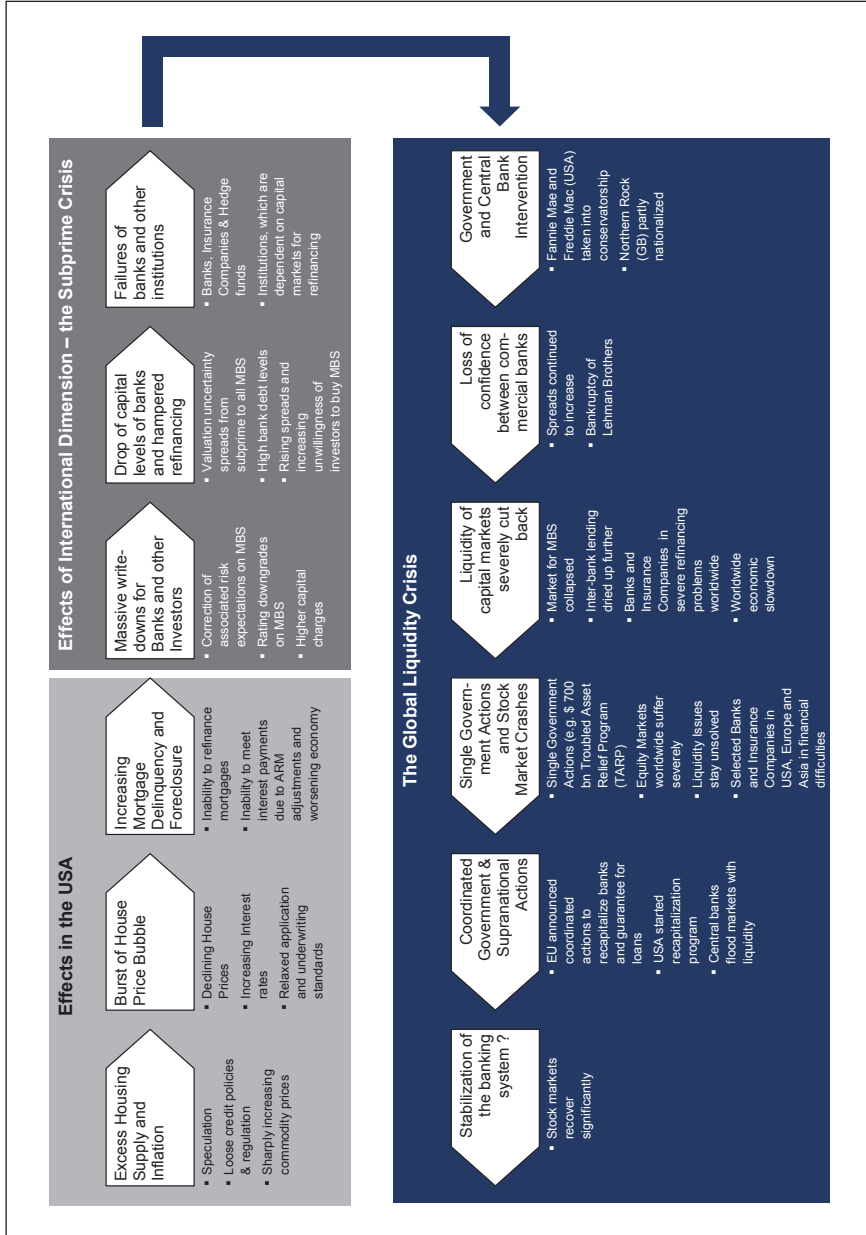 Effects in the USA
Excess Housing
Supply and
Inflation
▪ Speculation
▪ Loose credit policies
& regulation
▪ Sharply increasing
commodity prices
Burst of House
Price Bubble
▪ Declining House
Prices
▪ Increasing Interest
rates
▪ Relaxed application
and underwriting
standards
Increasing
Mortgage
Delinquency and
Foreclosure
▪ Inability to refinance
mortgages
▪ Inability to meet
interest payments
due to ARM
adjustments and
worsening economy
Effects of International Dimension – the Subprime Crisis
Massive write-
downs for
Banks and other
Investors
▪ Correction of
associated risk
expectations on MBS
▪ Rating downgrades
on MBS
▪ Higher capital
charges
Drop of capital
levels of banks
and hampered
refinancing
▪ Valuation uncertainty
spreads from
subprime to all MBS
▪ High bank debt levels
▪ Rising spreads and
increasing
unwillingness of
investors to buy MBS
Failures of
banks and other
institutions
▪ Banks, Insurance
Companies & Hedge
funds
▪ Institutions, which are
dependent on capital
markets for
refinancing
The Global Liquidity Crisis
Government
and Central
Bank
Intervention
▪ Fannie Mae and
Freddie Mac (USA)
taken into
conservatorship
▪ Northern Rock
(GB) partly
nationalized
Loss of
confidence
between com-
mercial banks
▪ Spreads continued
to increase
▪ Bankruptcy of
Lehman Brothers
Liquidity of
capital markets
severely cut
back
▪ Market for MBS
collapsed
▪ Inter-bank lending
dried up further
▪ Banks and
Insurance
Companies in
severe refinancing
problems
worldwide
▪ Worldwide
economic
slowdown
Single Govern-
ment Actions
and Stock
Market Crashes
▪ Single Government
Actions (e.g. $ 700
bn Troubled Asset
Relief Program
(TARP)
▪ Equity Markets
worldwide suffer
severely
▪ Liquidity Issues
stay unsolved
▪ Selected Banks
and Insurance
Companies in
USA, Europe and
Asia in financial
difficulties
Coordinated
Government &
Supranational
Actions
▪ EU announced
coordinated
actions to
recapitalize banks
and guarantee for
loans
▪ USA started
recapitalization
program
▪ Central banks
flood markets with
liquidity
Stabilization of
the banking
system ?
▪ Stock markets
recover
significantly